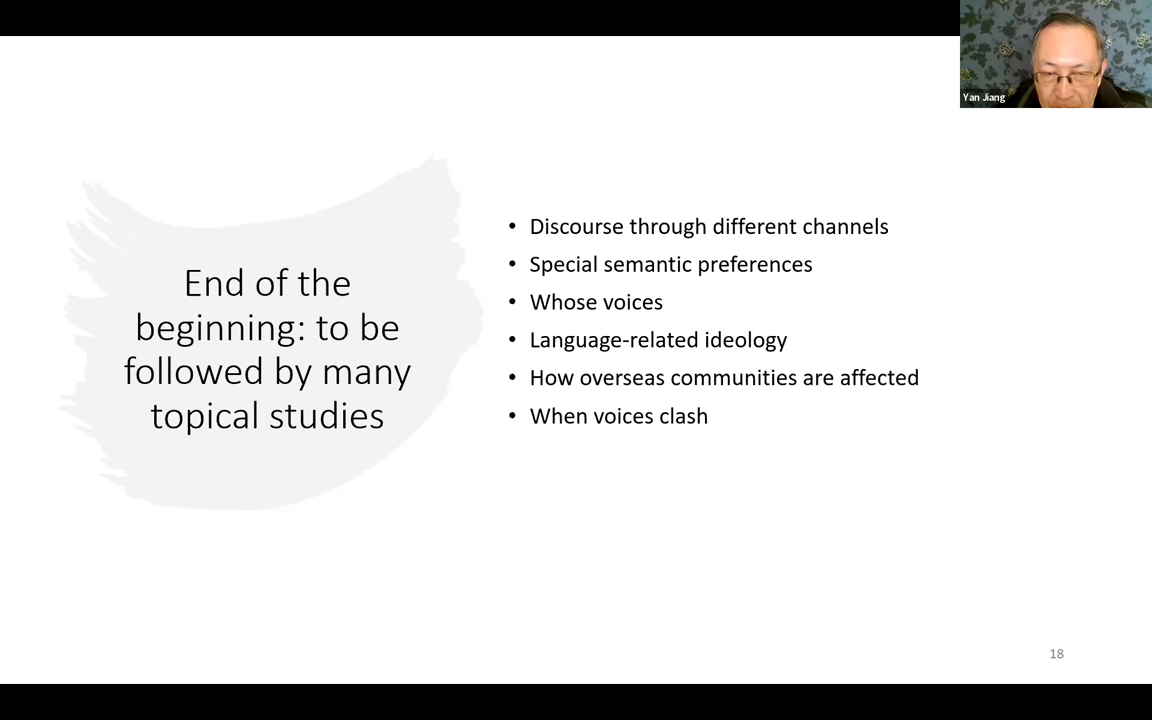 Yan Jiang
End of the
beginning: to be
followed by many
topical studies
• Discourse through different channels
• Special semantic preferences
• Whose voices
• Language-related ideology
• How overseas communities are affected
• When voices clash
18